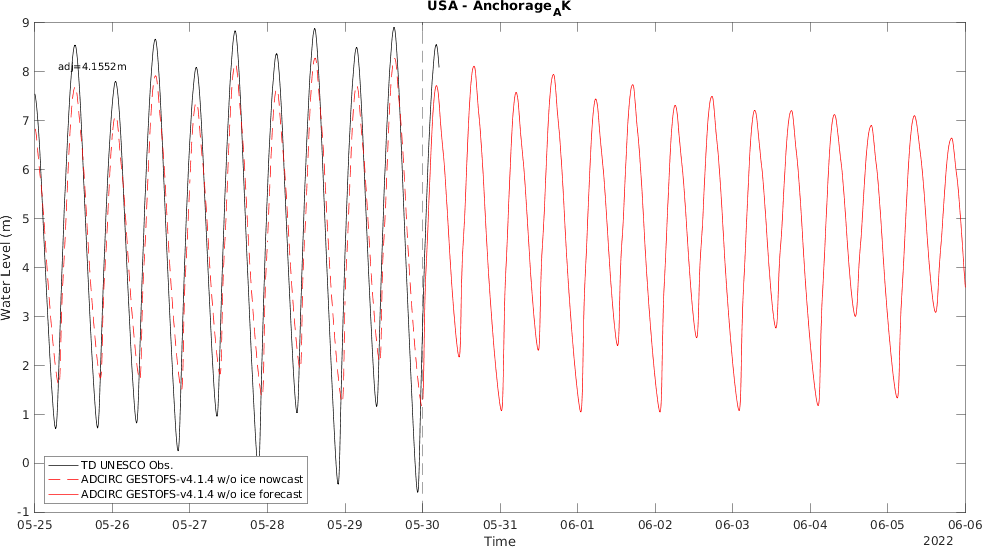 USA - Anchorage_AK
9
adj=4.1552m
8
7
6
5
4
3
2
1
0
-1
Water Level (m)
TD UNESCO Obs.
ADCIRC GESTOFS-v4.1.4 w/o ice nowcast
ADCIRC GESTOFS-v4.1.4 w/o ice forecast
05-25 05-26 05-27 05-28 05-29 05-30 05-31 06-01 06-02 06-03 06-04 06-05 06-06
Time
2022